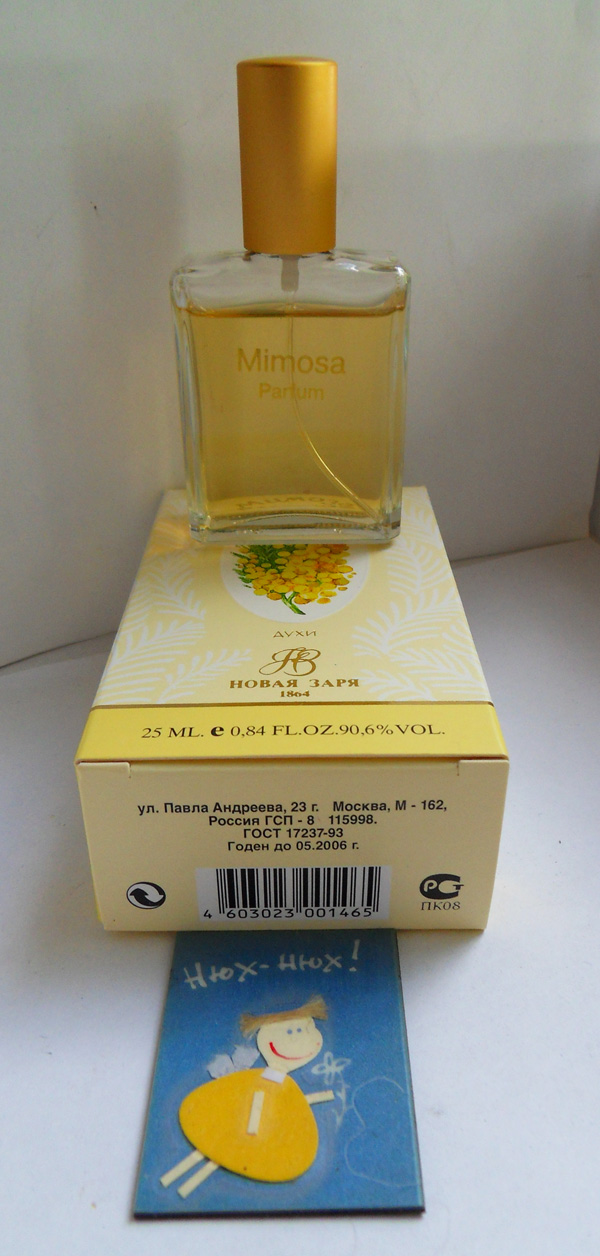 Mimosa
Parfum
ДУХИ
НОВАЯ ЗАРЯ
1864
25 ML. e 0,84 FL.OZ.90,6%VOL.
ул. Павла Андреева, 23 г. Москва, М - 162,
Россия ГСП - 8 115998.
ГОСТ 17237-93
Годен до 05.2006 г.
4 603023 001465
РСТ
ПК08
Нюх-нюх!